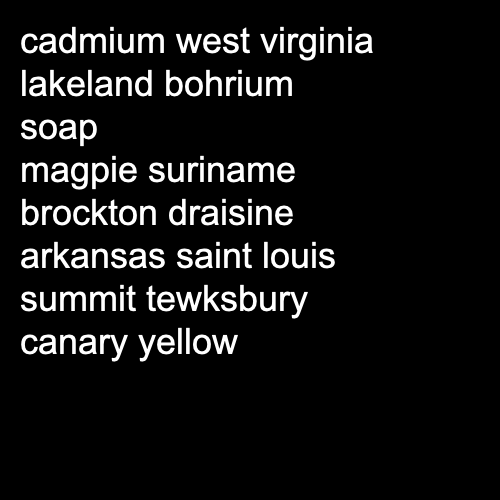 cadmium west virginia
lakeland bohrium
soap
magpie suriname
brockton draisine
arkansas saint louis
summit tewksbury
canary yellow